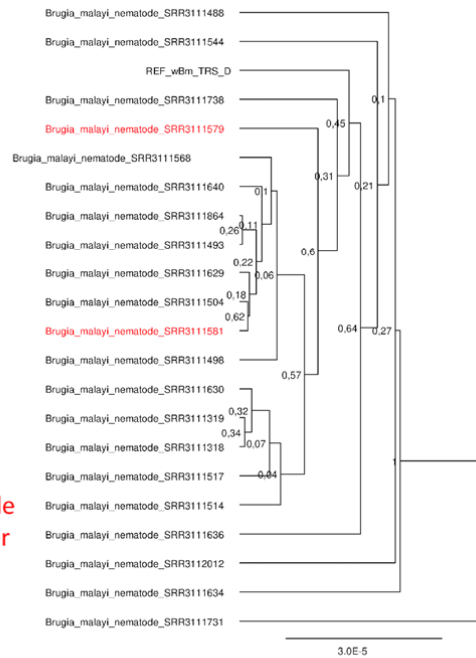 Brugia_malayi_nematode_SRR3111488
Brugia_malayi_nematode_SRR3111544
0,1
REF_wBm_TRS_D
Brugia_malayi_nematode_SRR3111738
0,45
Brugia_malayi_nematode_SRR3111579
Brugia_malayi_nematode_SRR3111568
0,31
Brugia_malayi_nematode_SRR3111640
0,1
0,21
Brugia_malayi_nematode_SRR3111864
0,11
0,26
Brugia_malayi_nematode_SRR3111493
0,6
0,22
Brugia_malayi_nematode_SRR3111629
0,06
0,18
Brugia_malayi_nematode_SRR3111504
0,62
Brugia_malayi_nematode_SRR3111581
0,64
0,27
Brugia_malayi_nematode_SRR3111498
0,57
Brugia_malayi_nematode_SRR3111630
0,32
Brugia_malayi_nematode_SRR3111319
0,34
Brugia_malayi_nematode_SRR3111318
0,07
1
Brugia_malayi_nematode_SRR3111517
Brugia_malayi_nematode_SRR3111514
le
r
Brugia_malayi_nematode_SRR3111636
Brugia_malayi_nematode_SRR3112012
Brugia_malayi_nematode_SRR3111634
Brugia_malayi_nematode_SRR3111731
3.0E-5